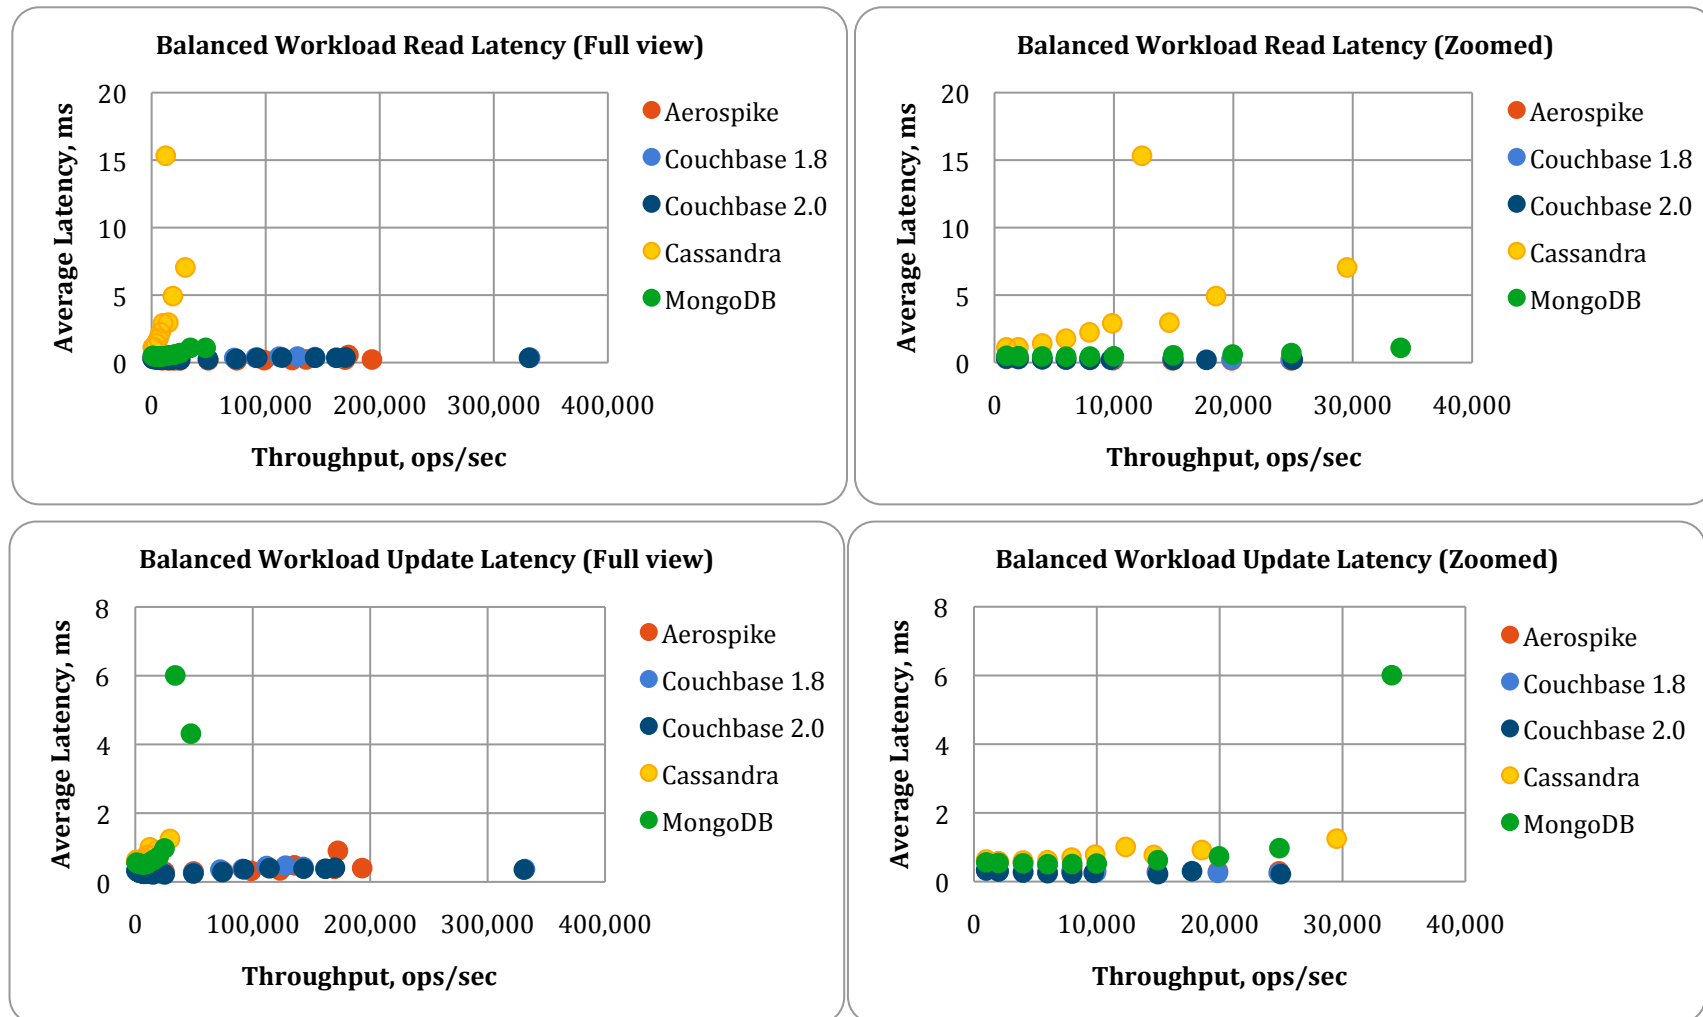 Balanced Workload Read Latency (Full view)
Average Latency, ms
20
15
10
5
0
0 100,000 200,000 300,000 400,000
Throughput, ops/sec
Aerospike
Couchbase 1.8
Couchbase 2.0
Cassandra
MongoDB
Balanced Workload Read Latency (Zoomed)
Average Latency, ms
20
15
10
5
0
0 10,000 20,000 30,000 40,000
Throughput, ops/sec
Aerospike
Couchbase 1.8
Couchbase 2.0
Cassandra
MongoDB
Balanced Workload Update Latency (Full view)
Average Latency, ms
8
6
4
2
0
0 100,000 200,000 300,000 400,000
Throughput, ops/sec
Aerospike
Couchbase 1.8
Couchbase 2.0
Cassandra
MongoDB
Balanced Workload Update Latency (Zoomed)
Average Latency, ms
8
6
4
2
0
0 10,000 20,000 30,000 40,000
Throughput, ops/sec
Aerospike
Couchbase 1.8
Couchbase 2.0
Cassandra
MongoDB